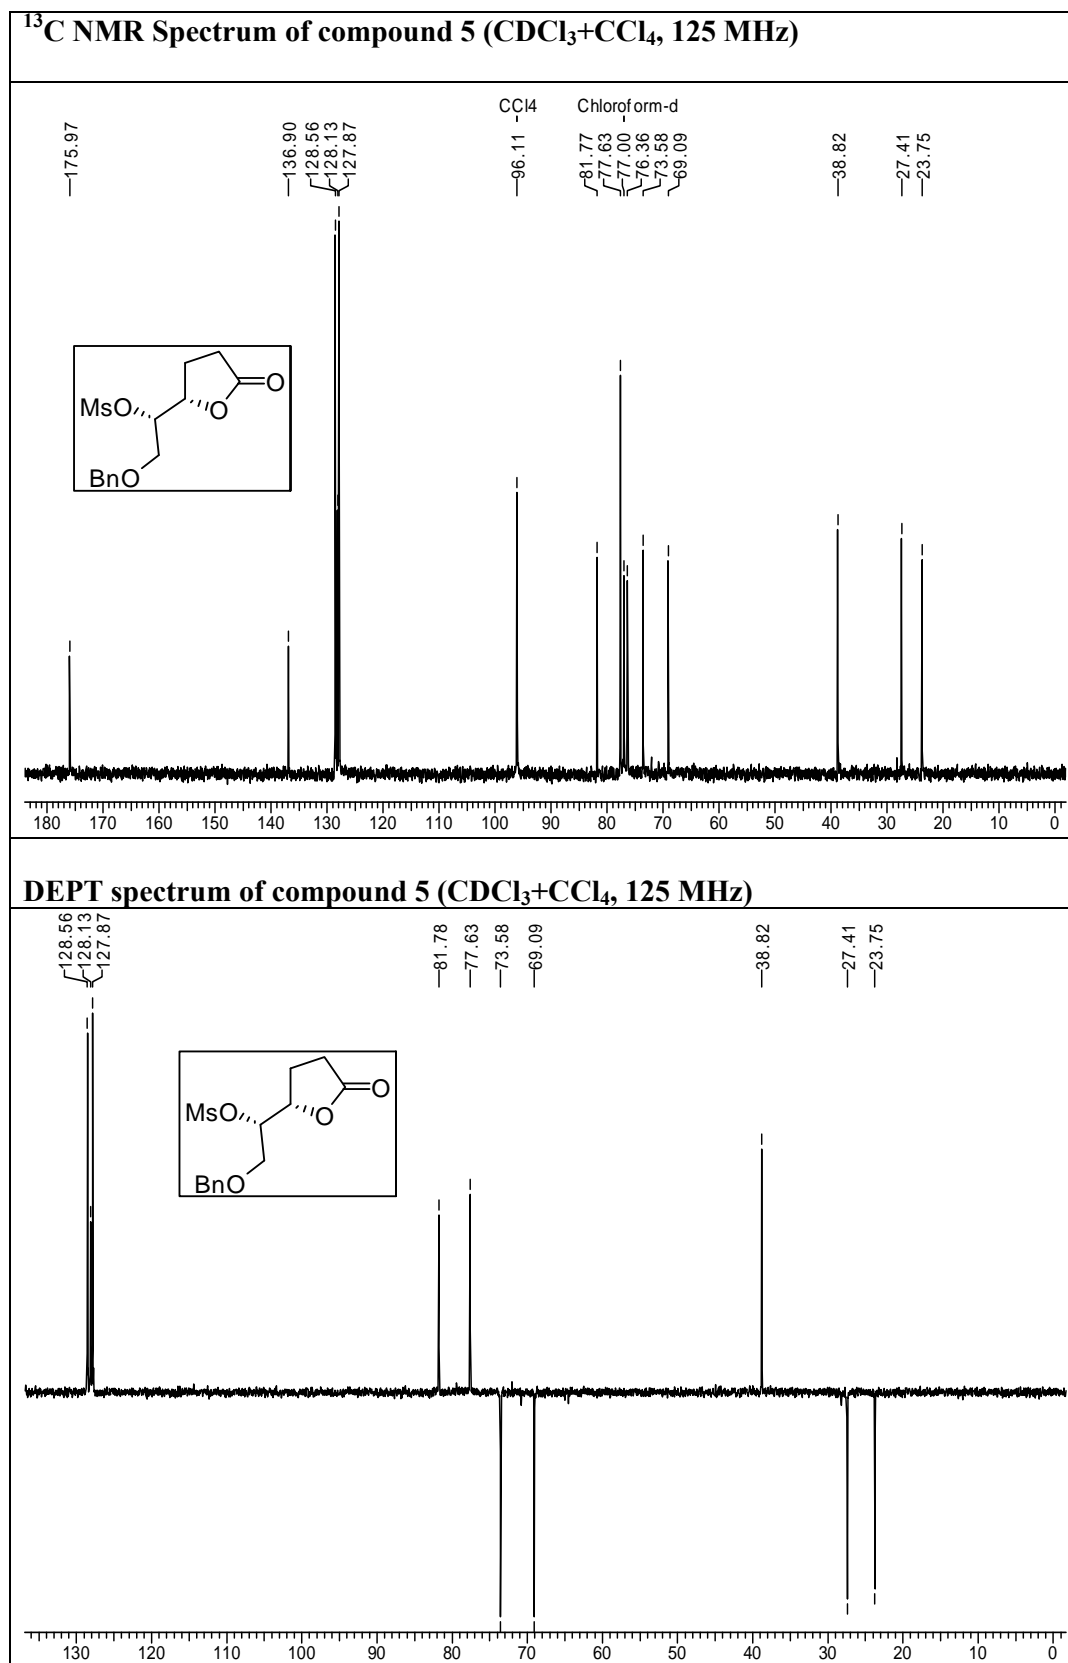 ¹³C NMR Spectrum of compound 5 (CDCl₃+CCl₄, 125 MHz)
CCl4 Chloroform-d
175.97 136.90 128.56 128.13 127.87 96.11 81.77 77.63 77.00 76.36 73.58 69.09 38.82 27.41 23.75
O
MsO O
BnO
180 170 160 150 140 130 120 110 100 90 80 70 60 50 40 30 20 10 0
DEPT spectrum of compound 5 (CDCl₃+CCl₄, 125 MHz)
128.56 128.13 127.87 81.78 77.63 73.58 69.09 38.82 27.41 23.75
O
MsO O
BnO
130 120 110 100 90 80 70 60 50 40 30 20 10 0